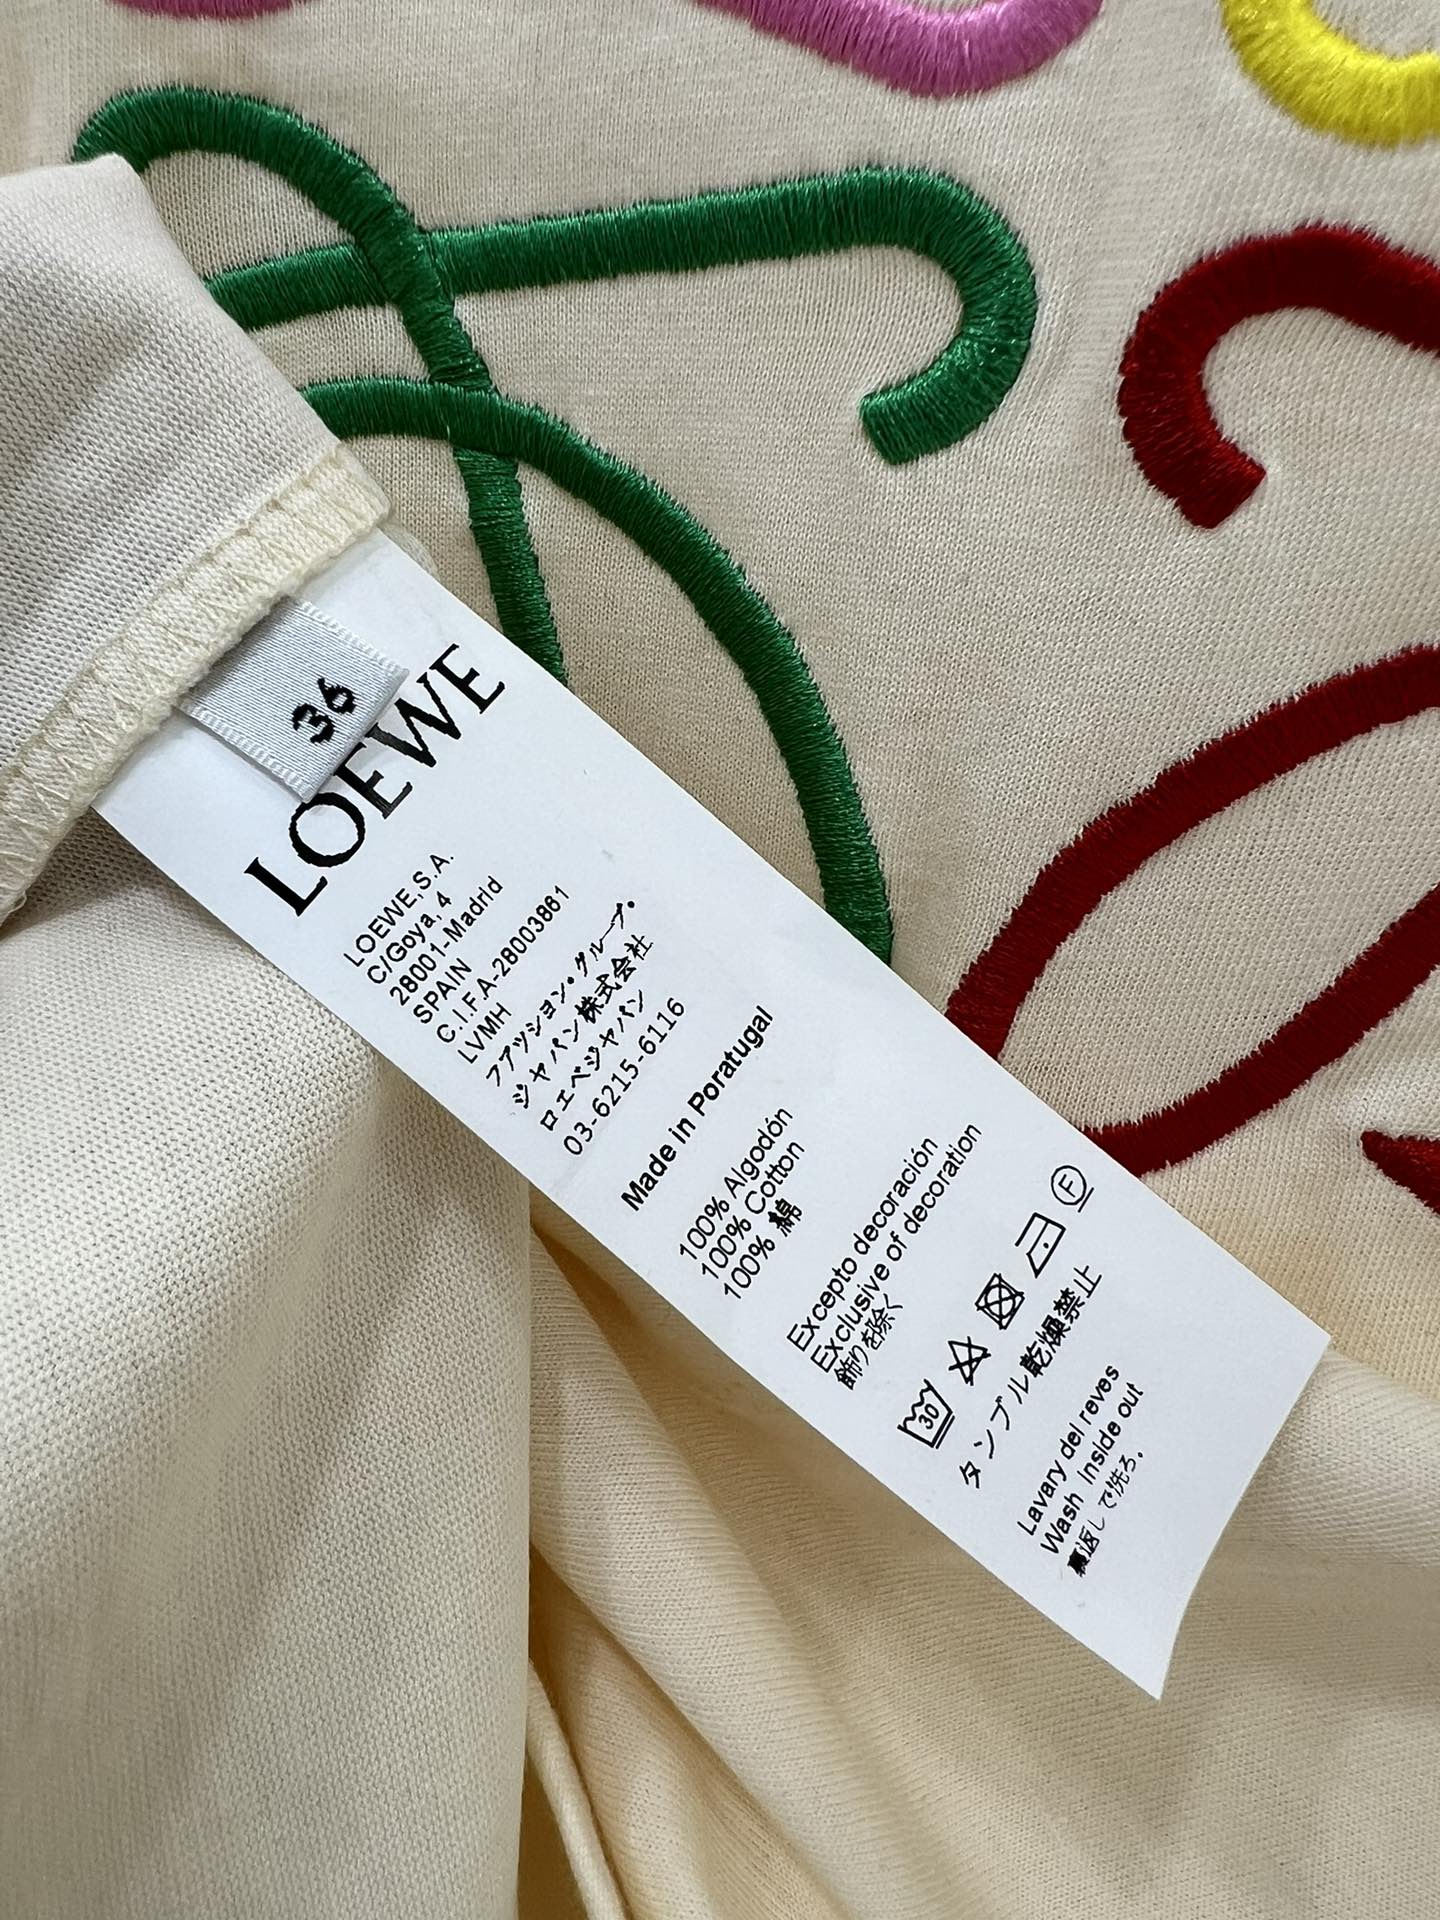 36
LOEWE
LOEWE,S.A.
C/Goya, 4
28001-Madrid
SPAIN
C.I.F.A-28003861
LVMH
フアツション・グループ・
ジャパン株式会社
ロエベジャパン
03-6215-6116
Made in Poratugal
100% Algodón
100% Cotton
100% 綿
Excepto decoración
Exclusive of decoration
飾りを除く
30
F
タンブル乾燥禁止
Lavary del reves
Wash Inside out
裏返しで洗ろ。